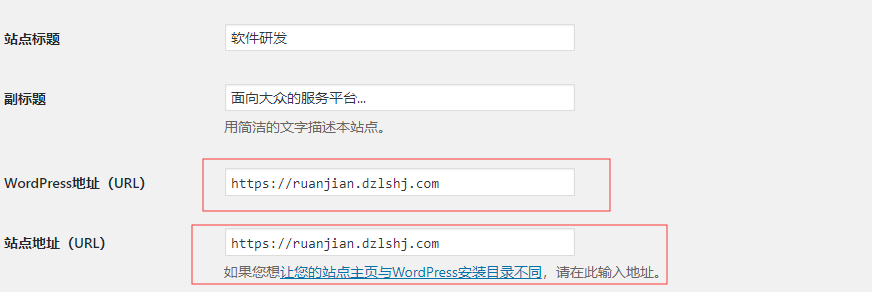 站点标题 软件研发
副标题 面向大众的服务平台...
用简洁的文字描述本站点。
WordPress地址（URL） https://ruanjian.dzlshj.com
站点地址（URL） https://ruanjian.dzlshj.com
如果您想让您的站点主页与WordPress安装目录不同，请在此输入地址。